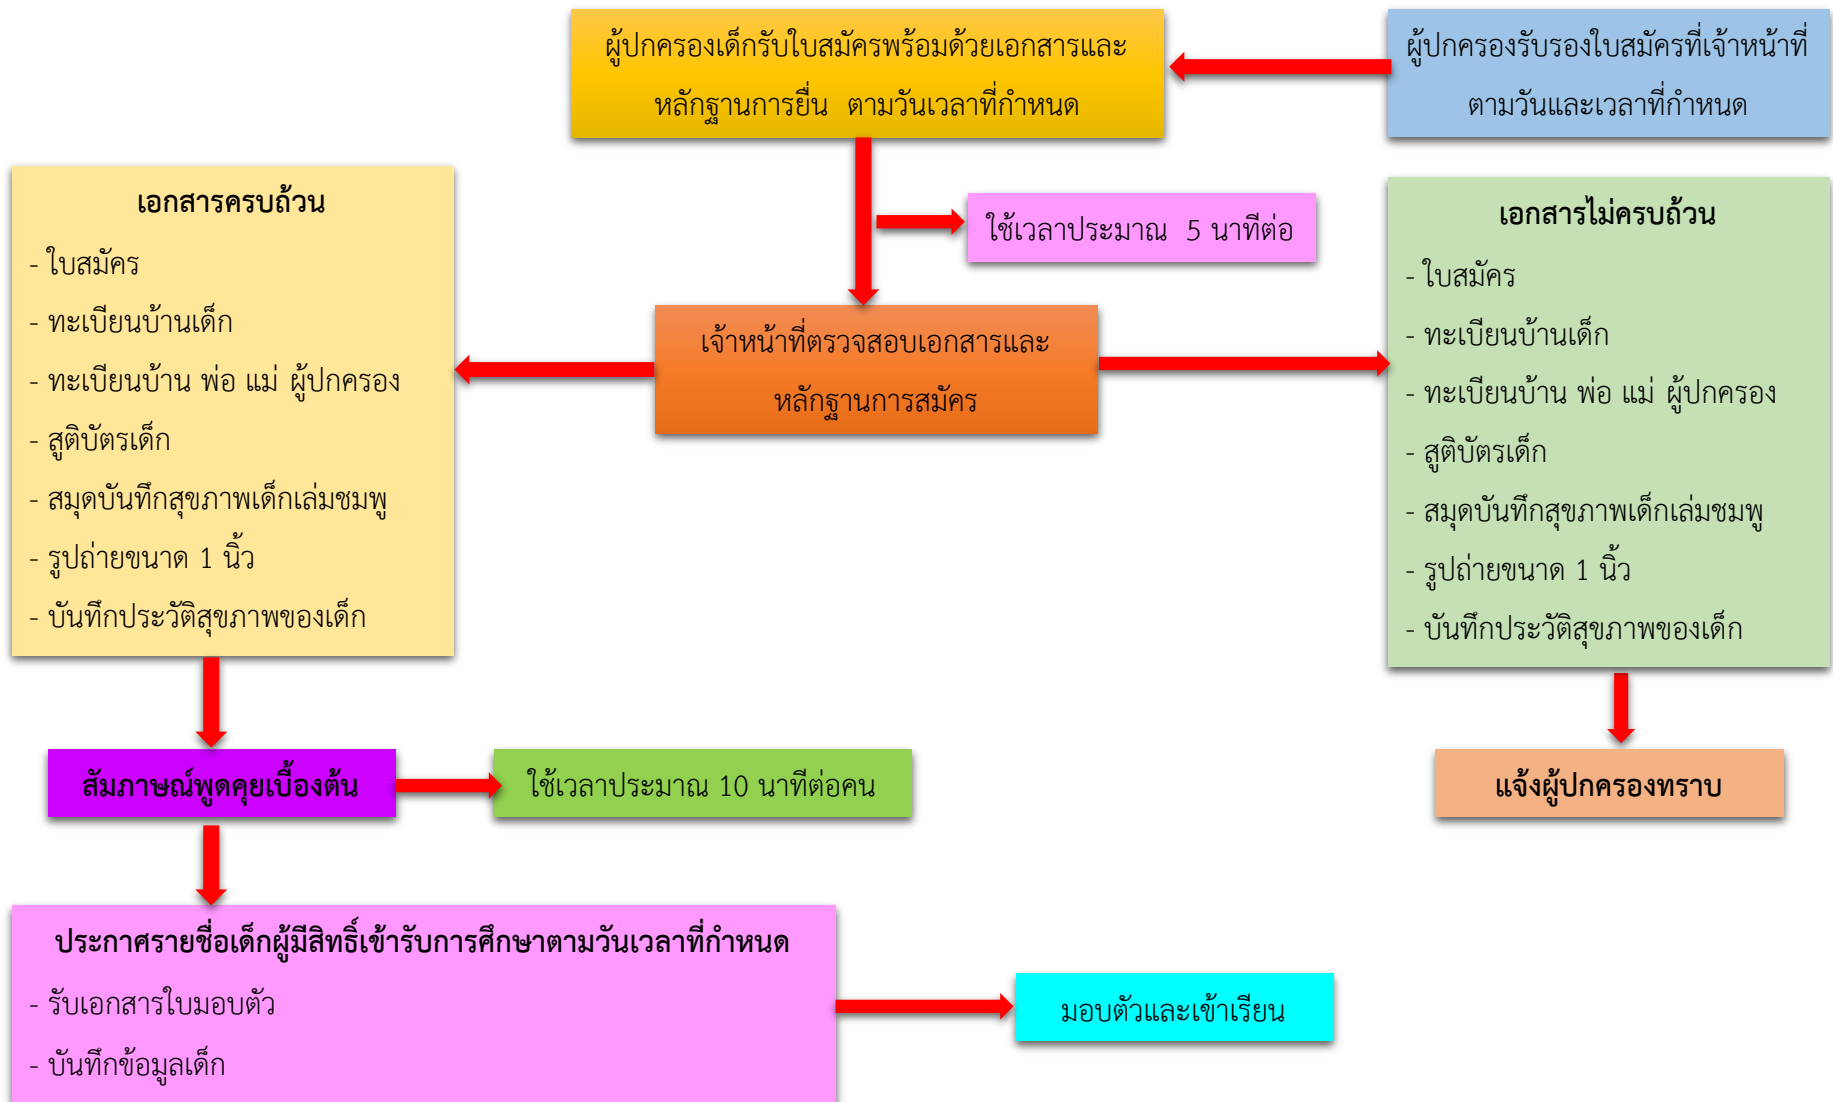 ผู้ปกครองเด็กรับใบสมัครพร้อมด้วยเอกสารและ
หลักฐานการยื่น ตามวันเวลาที่กำหนด
ผู้ปกครองรับรองใบสมัครที่เจ้าหน้าที่
ตามวันและเวลาที่กำหนด
ใช้เวลาประมาณ 5 นาทีต่อ
เจ้าหน้าที่ตรวจสอบเอกสารและ
หลักฐานการสมัคร
เอกสารครบถ้วน
- ใบสมัคร
- ทะเบียนบ้านเด็ก
- ทะเบียนบ้าน พ่อ แม่ ผู้ปกครอง
- สูติบัตรเด็ก
- สมุดบันทึกสุขภาพเด็กเล่มชมพู
- รูปถ่ายขนาด 1 นิ้ว
- บันทึกประวัติสุขภาพของเด็ก
เอกสารไม่ครบถ้วน
- ใบสมัคร
- ทะเบียนบ้านเด็ก
- ทะเบียนบ้าน พ่อ แม่ ผู้ปกครอง
- สูติบัตรเด็ก
- สมุดบันทึกสุขภาพเด็กเล่มชมพู
- รูปถ่ายขนาด 1 นิ้ว
- บันทึกประวัติสุขภาพของเด็ก
สัมภาษณ์พูดคุยเบื้องต้น
ใช้เวลาประมาณ 10 นาทีต่อคน
แจ้งผู้ปกครองทราบ
ประกาศรายชื่อเด็กผู้มีสิทธิ์เข้ารับการศึกษาตามวันเวลาที่กำหนด
- รับเอกสารใบมอบตัว
- บันทึกข้อมูลเด็ก
มอบตัวและเข้าเรียน